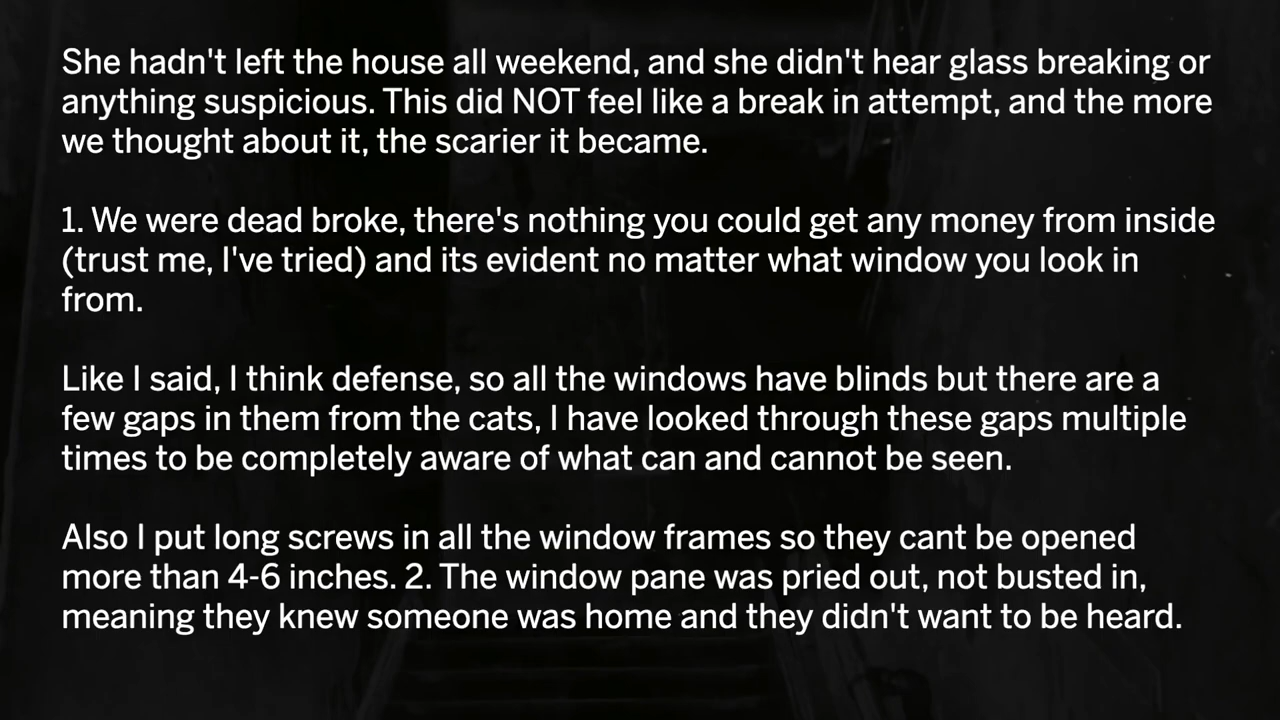 She hadn't left the house all weekend, and she didn't hear glass breaking or
anything suspicious. This did NOT feel like a break in attempt, and the more
we thought about it, the scarier it became.
1. We were dead broke, there's nothing you could get any money from inside
(trust me, I've tried) and its evident no matter what window you look in
from.
Like I said, I think defense, so all the windows have blinds but there are a
few gaps in them from the cats, I have looked through these gaps multiple
times to be completely aware of what can and cannot be seen.
Also I put long screws in all the window frames so they cant be opened
more than 4-6 inches. 2. The window pane was pried out, not busted in,
meaning they knew someone was home and they didn't want to be heard.